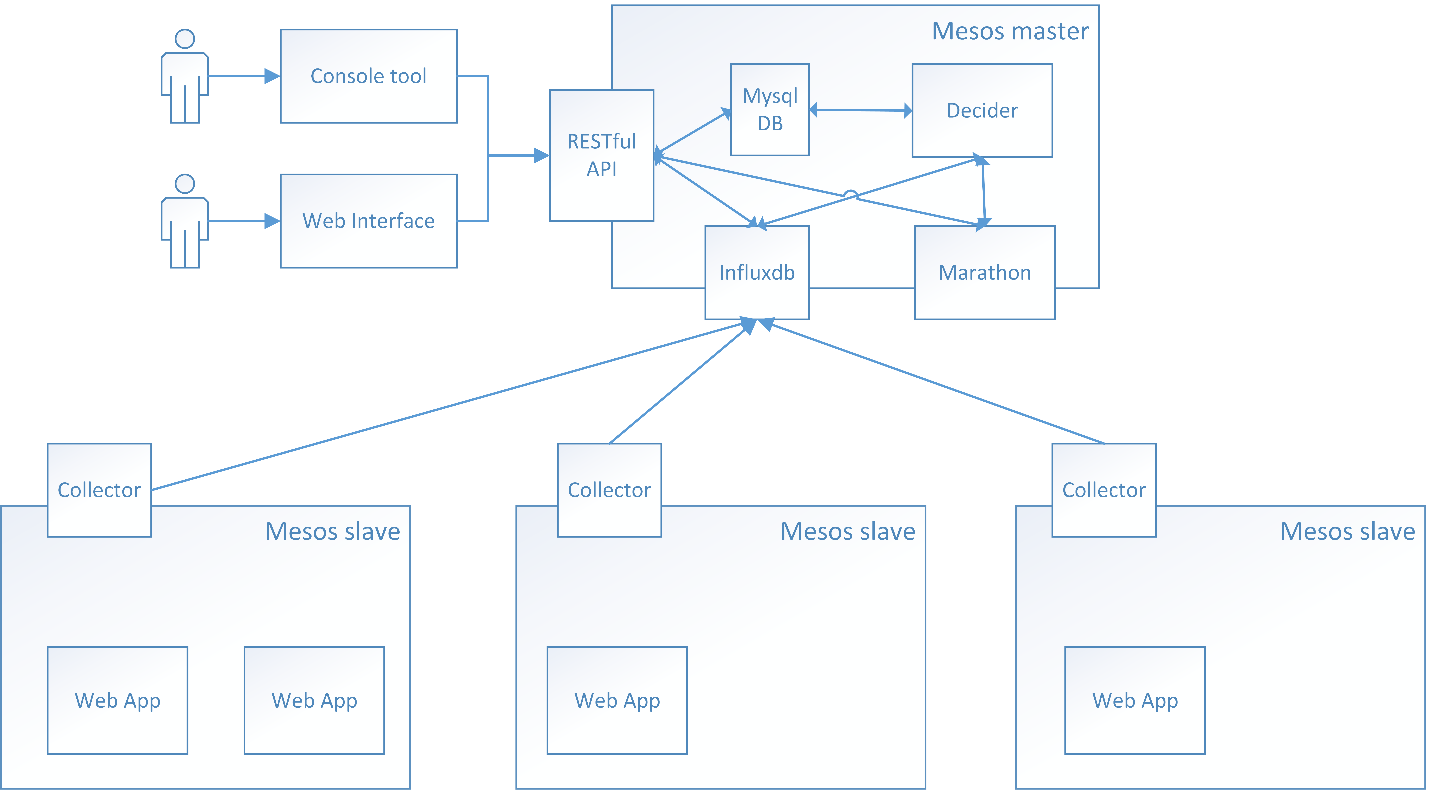 Mesos master
Console tool
Mysql
DB
Decider
RESTful
API
Web Interface
Influxdb
Marathon
Collector
Collector
Collector
Mesos slave
Mesos slave
Mesos slave
Web App
Web App
Web App
Web App